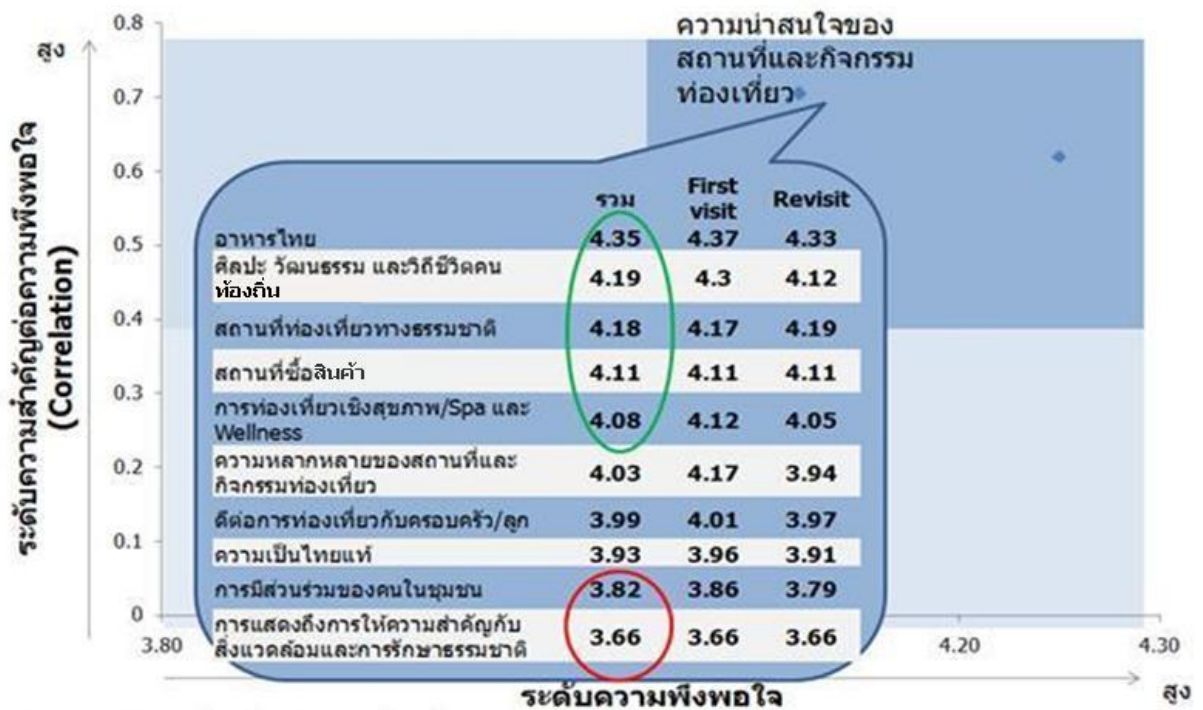 ความน่าสนใจของ
สถานที่และกิจกรรม
ท่องเที่ยว
สูง
0.8
0.7
0.6
0.5
0.4
0.3
0.2
0.1
0
ระดับความสำคัญต่อความพึงพอใจ
(Correlation)
รวม First visit Revisit
อาหารไทย 4.35 4.37 4.33
ศิลปะ วัฒนธรรม และวิถีชีวิตคน
ท้องถิ่น 4.19 4.3 4.12
สถานที่ท่องเที่ยวทางธรรมชาติ 4.18 4.17 4.19
สถานที่ซื้อสินค้า 4.11 4.11 4.11
การท่องเที่ยวเชิงสุขภาพ/Spa และ
Wellness 4.08 4.12 4.05
ความหลากหลายของสถานที่และ
กิจกรรมท่องเที่ยว 4.03 4.17 3.94
ดีต่อการท่องเที่ยวกับครอบครัว/ลูก 3.99 4.01 3.97
ความเป็นไทยแท้ 3.93 3.96 3.91
การมีส่วนร่วมของคนในชุมชน 3.82 3.86 3.79
การแสดงถึงการให้ความสำคัญกับ
สิ่งแวดล้อมและการรักษาธรรมชาติ 3.66 3.66 3.66
3.80 4.20 4.30
ระดับความพึงพอใจ
สูง